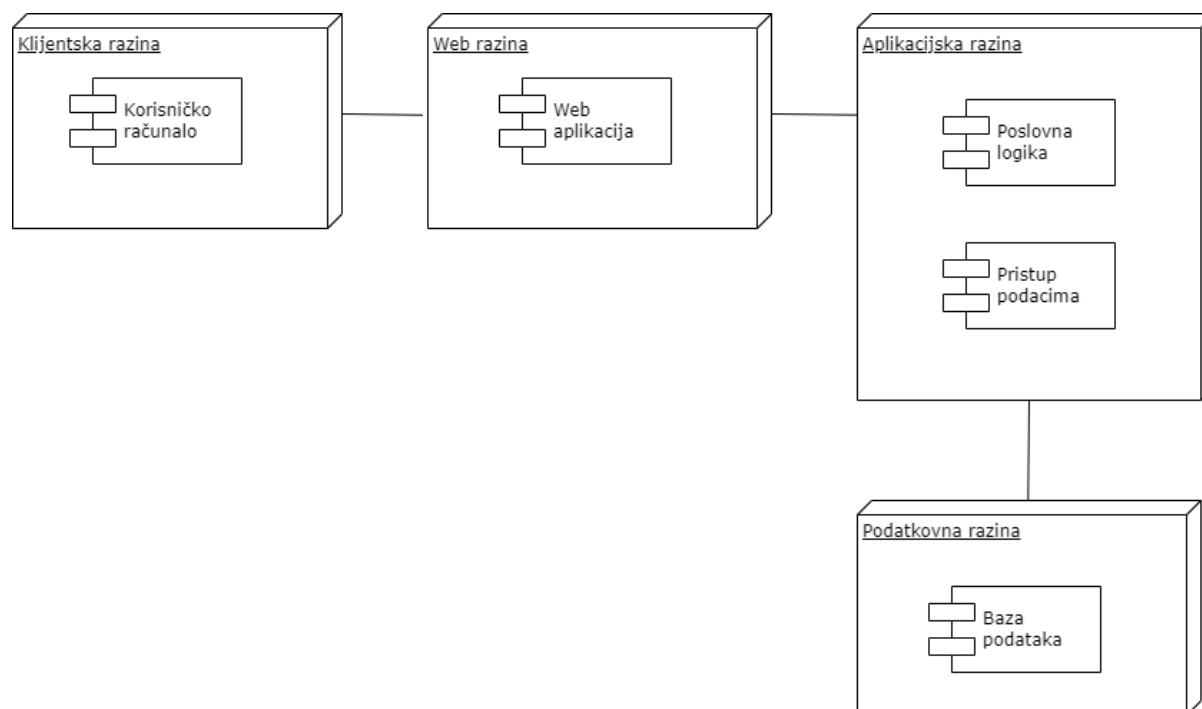 Klijentska razina
Korisničko
računalo
Web razina
Web
aplikacija
Aplikacijska razina
Poslovna
logika
Pristup
podacima
Podatkovna razina
Baza
podataka